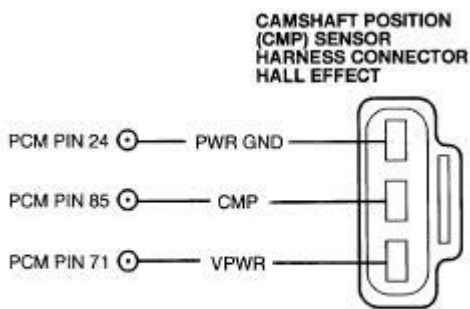 CAMSHAFT POSITION
(CMP) SENSOR
HARNESS CONNECTOR
HALL EFFECT
PCM PIN 24 PWR GND
PCM PIN 85 CMP
PCM PIN 71 VPWR